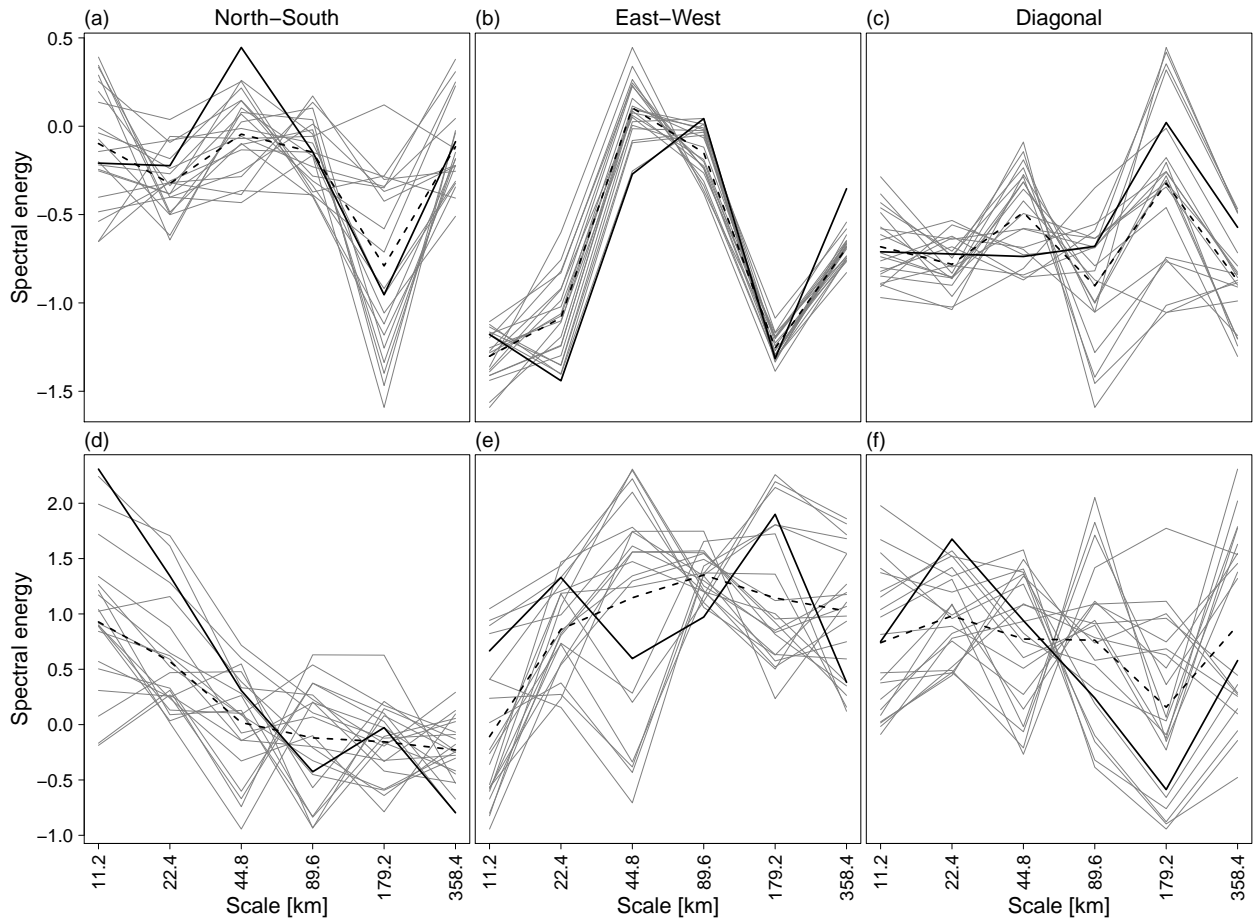 (a) North−South
(b) East−West
(c) Diagonal
Spectral energy
0.5
0.0
−0.5
−1.0
−1.5
(d)
(e)
(f)
Spectral energy
2.0
1.5
1.0
0.5
0.0
−0.5
−1.0
11.2 22.4 44.8 89.6 179.2 358.4
11.2 22.4 44.8 89.6 179.2 358.4
11.2 22.4 44.8 89.6 179.2 358.4
Scale [km]
Scale [km]
Scale [km]